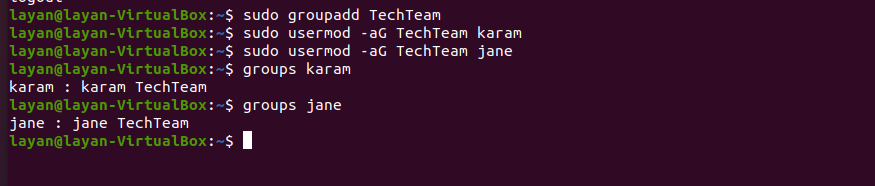 logout
layan@layan-VirtualBox:~$ sudo groupadd TechTeam
layan@layan-VirtualBox:~$ sudo usermod -aG TechTeam karam
layan@layan-VirtualBox:~$ sudo usermod -aG TechTeam jane
layan@layan-VirtualBox:~$ groups karam
karam : karam TechTeam
layan@layan-VirtualBox:~$ groups jane
jane : jane TechTeam
layan@layan-VirtualBox:~$